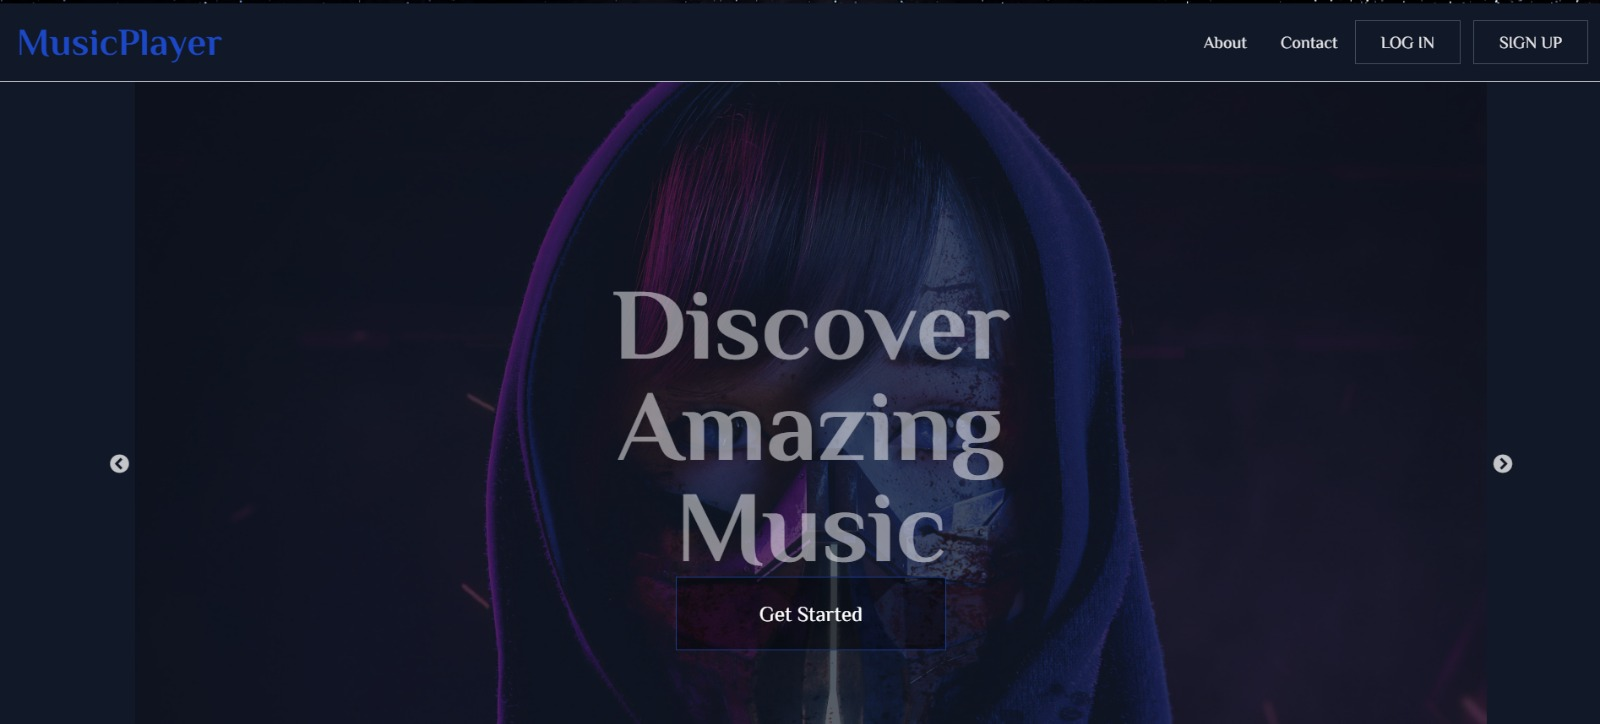 MusicPlayer
About
Contact
LOG IN
SIGN UP
Discover
Amazing
Music
Get Started